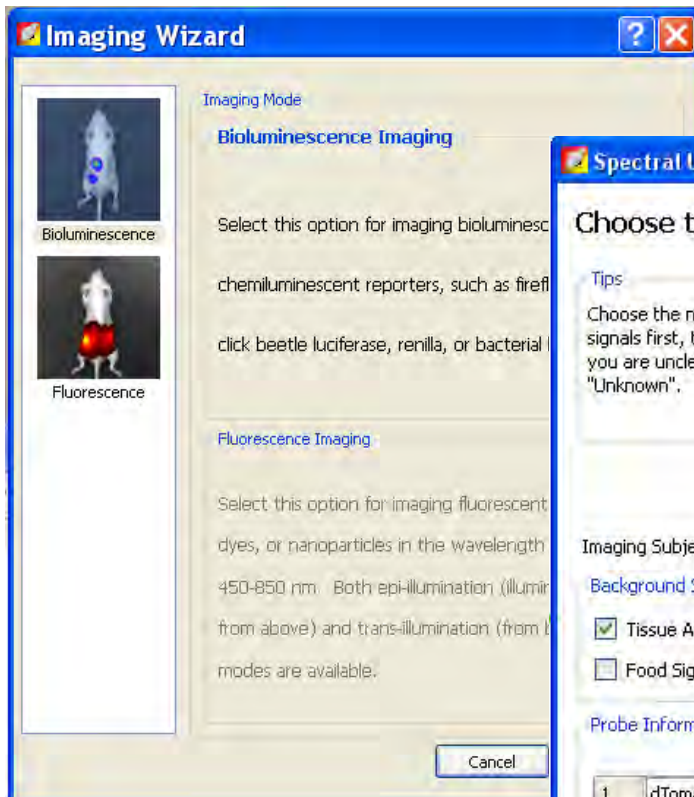 Imaging Wizard
Bioluminescence
Fluorescence
Imaging Mode
Bioluminescence Imaging
Select this option for imaging bioluminesc
chemiluminescent reporters, such as firefl
click beetle luciferase, renilla, or bacterial
Fluorescence Imaging
Select this option for imaging fluorescent
dyes, or nanoparticles in the wavelength
450-850 nm Both epi-illumination (illumin
from above) and trans-illumination (from b
modes are available.
Cancel
Spectral U
Choose t
Tips
Choose the n
signals first, t
you are uncle
"Unknown".
Imaging Subje
Background S
Tissue A
Food Sig
Probe Inform
1 dTom